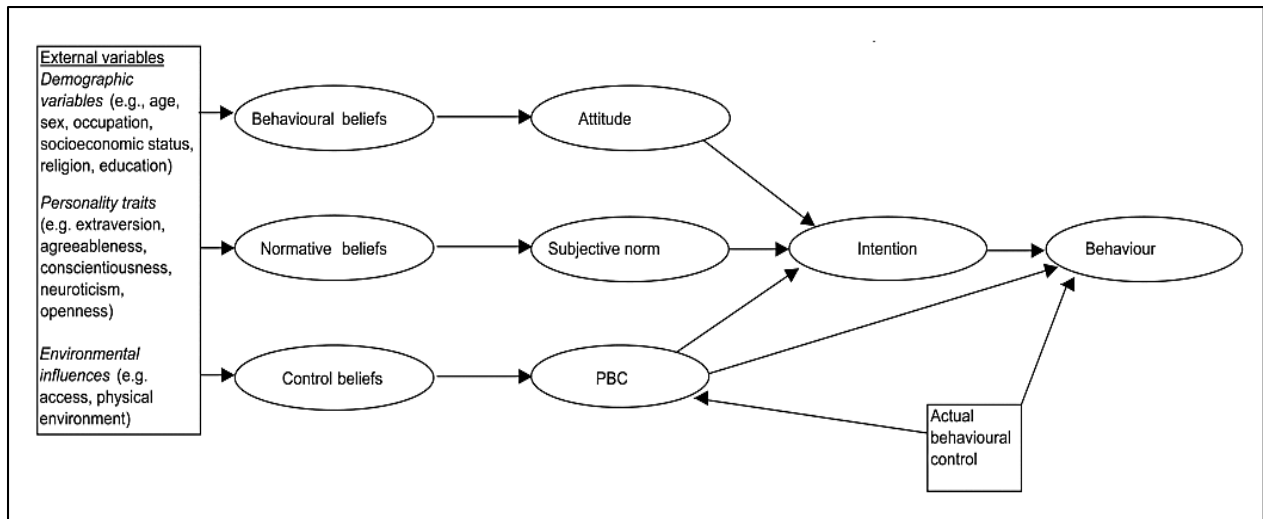 External variables
Demographic
variables (e.g., age,
sex, occupation,
socioeconomic status,
religion, education)
Personality traits
(e.g. extraversion,
agreeableness,
conscientiousness,
neuroticism,
openness)
Environmental
influences (e.g.
access, physical
environment)
Behavioural beliefs
Attitude
Normative beliefs
Subjective norm
Intention
Behaviour
Control beliefs
PBC
Actual
behavioural
control